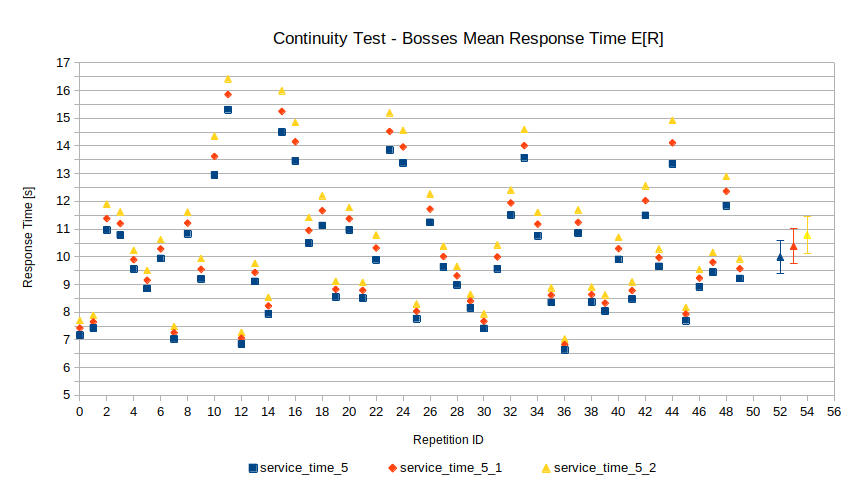 Continuity Test - Bosses Mean Response Time E[R]
17
16
15
14
13
12
11
10
9
8
7
6
5
Response Time [s]
0 2 4 6 8 10 12 14 16 18 20 22 24 26 28 30 32 34 36 38 40 42 44 46 48 50 52 54 56
Repetition ID
service_time_5 service_time_5_1 service_time_5_2